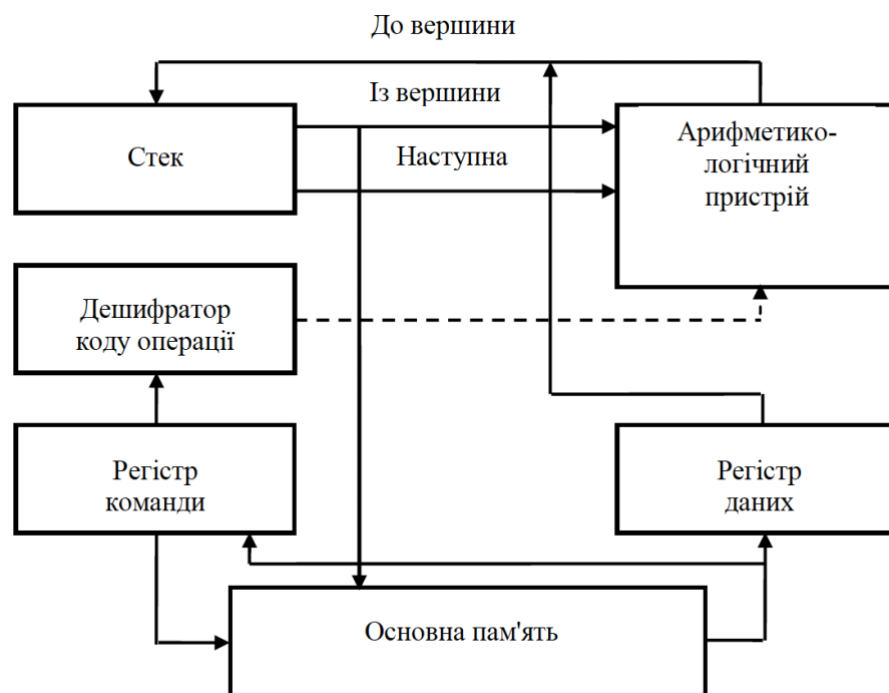 До вершини
Із вершини
Стек
Наступна
Арифметико-
логічний
пристрій
Дешифратор
коду операції
Регістр
команди
Регістр
даних
Основна пам'ять